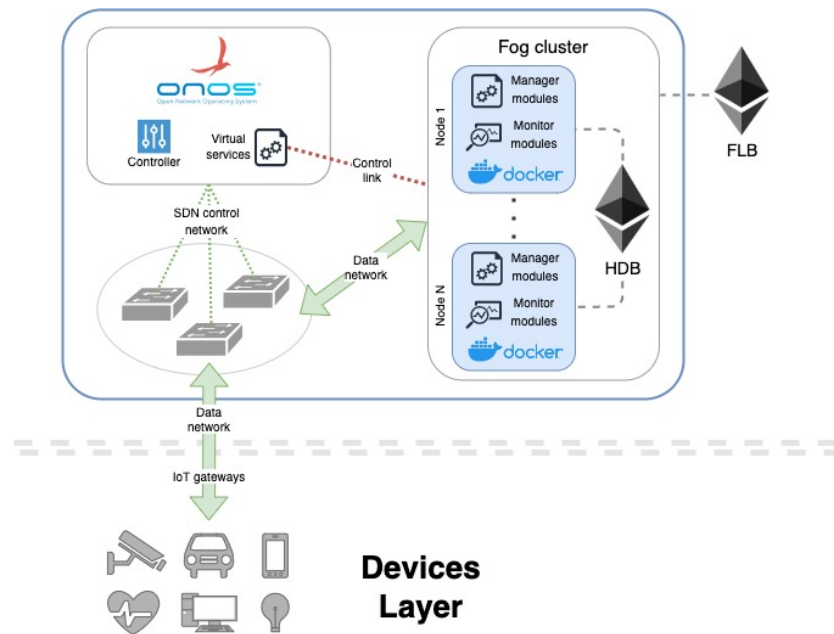 onos
Open Network Operating System
Controller
Virtual
services
SDN control
network
Control
link
Data
network
Fog cluster
Node 1
Manager
modules
Monitor
modules
docker
Node N
Manager
modules
Monitor
modules
docker
HDB
FLB
Data
network
IoT gateways
Devices
Layer